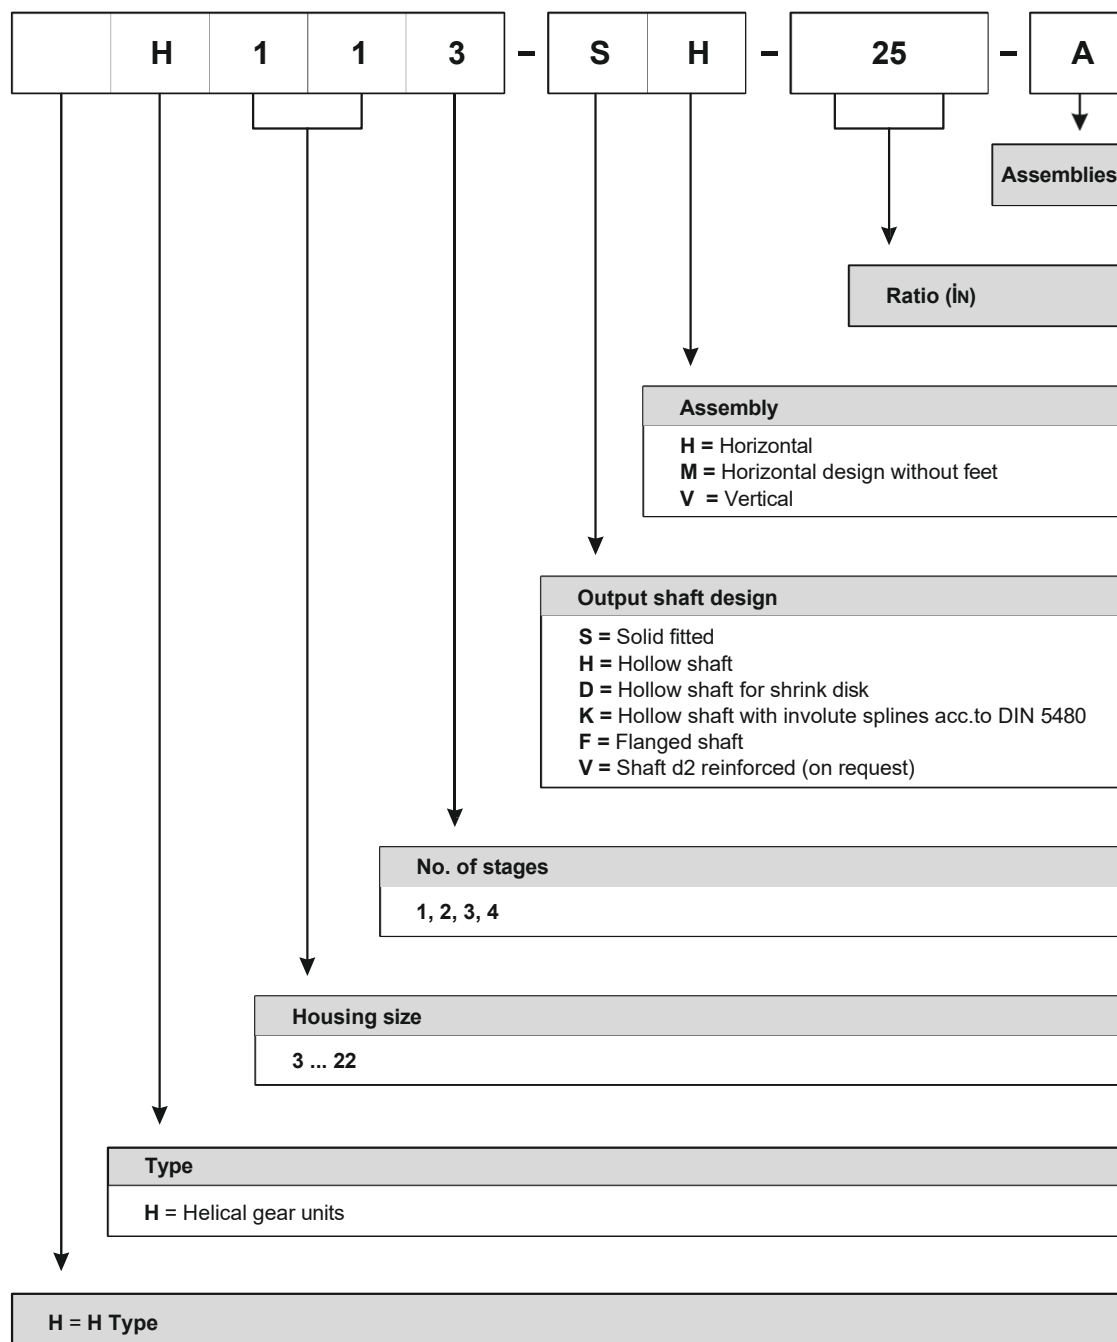 H 1 1 3 – S H – 25 – A
Assemblies
Ratio (iN)
Assembly
H = Horizontal
M = Horizontal design without feet
V = Vertical
Output shaft design
S = Solid fitted
H = Hollow shaft
D = Hollow shaft for shrink disk
K = Hollow shaft with involute splines acc.to DIN 5480
F = Flanged shaft
V = Shaft d2 reinforced (on request)
No. of stages
1, 2, 3, 4
Housing size
3 ... 22
Type
H = Helical gear units
H = H Type